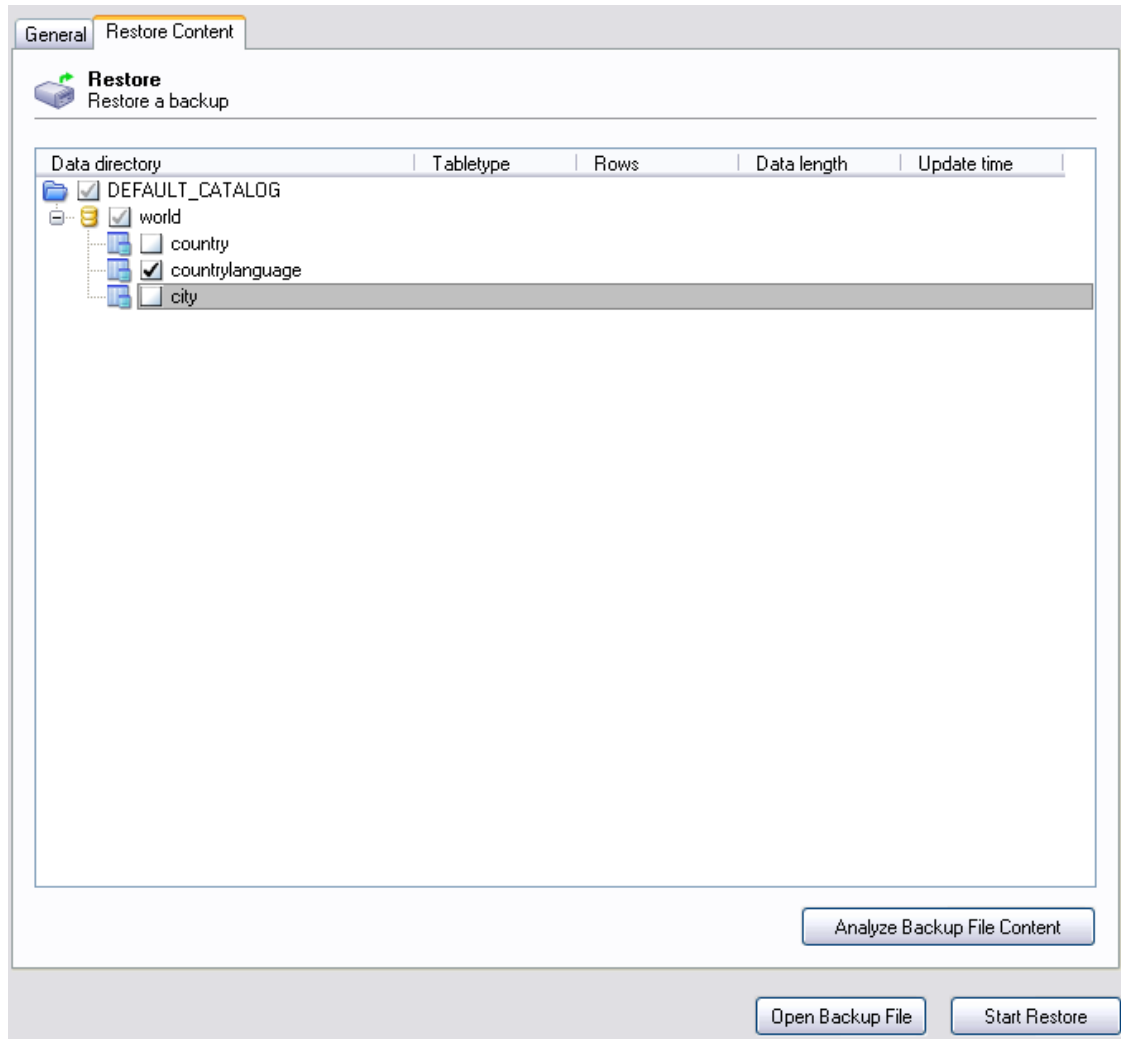 General Restore Content
Restore
Restore a backup
Data directory Tabletype Rows Data length Update time
DEFAULT_CATALOG
world
country
countrylanguage
city
Analyze Backup File Content
Open Backup File Start Restore